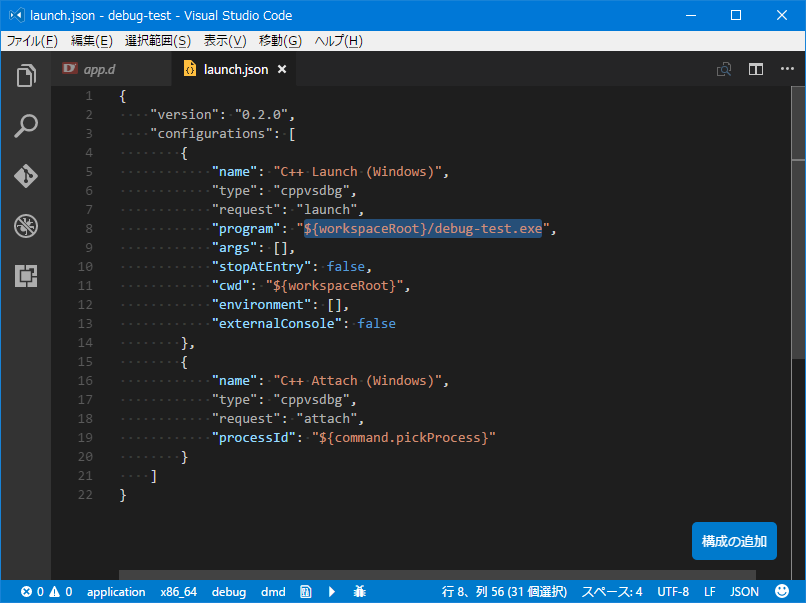 launch.json - debug-test - Visual Studio Code
ファイル(F) 編集(E) 選択範囲(S) 表示(V) 移動(G) ヘルプ(H)
app.d launch.json
1 {
2 "version": "0.2.0",
3 "configurations": [
4 {
5 "name": "C++ Launch (Windows)",
6 "type": "cppvsdbg",
7 "request": "launch",
8 "program": "${workspaceRoot}/debug-test.exe",
9 "args": [],
10 "stopAtEntry": false,
11 "cwd": "${workspaceRoot}",
12 "environment": [],
13 "externalConsole": false
14 },
15 {
16 "name": "C++ Attach (Windows)",
17 "type": "cppvsdbg",
18 "request": "attach",
19 "processId": "${command.pickProcess}"
20 }
21 ]
22 }
構成の追加
0 0 application x86_64 debug dmd 行 8、列 56 (31 個選択) スペース: 4 UTF-8 LF JSON